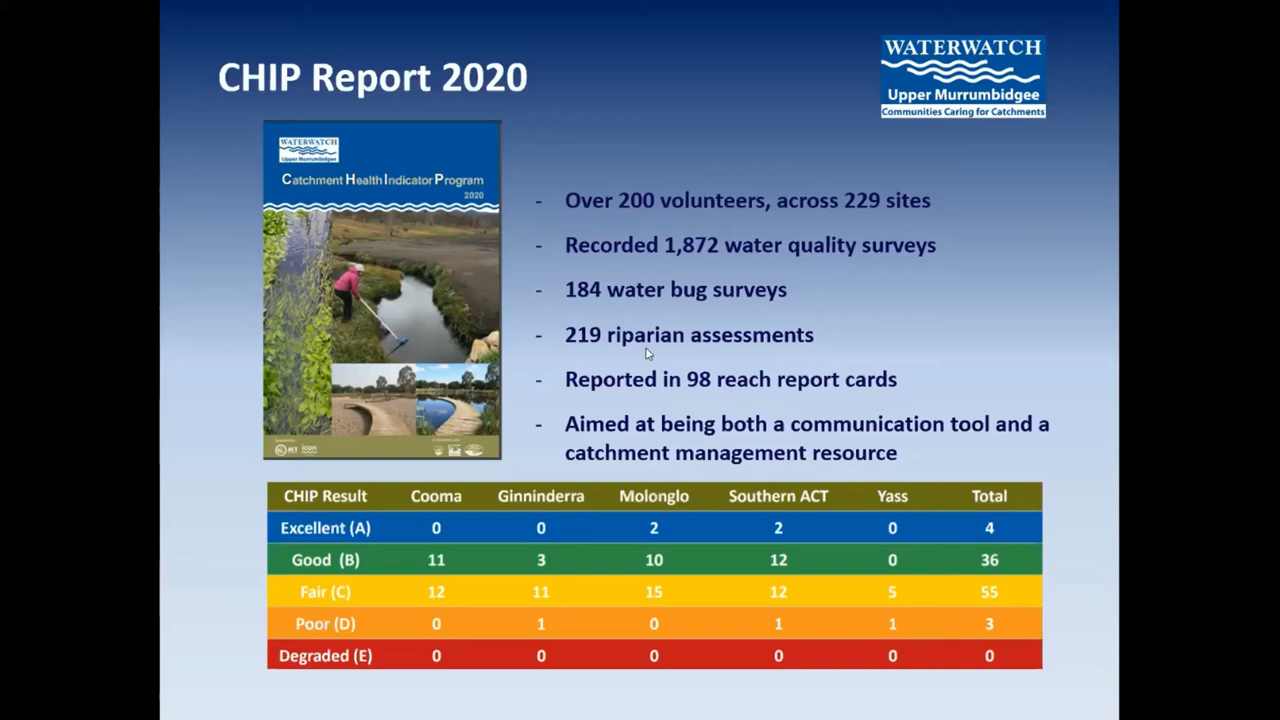 CHIP Report 2020
WATERWATCH
Upper Murrumbidgee
Communities Caring for Catchments
WATERWATCH
Upper Murrumbidgee
Catchment Health Indicator Program
2020
ACT
icon
- Over 200 volunteers, across 229 sites
- Recorded 1,872 water quality surveys
- 184 water bug surveys
- 219 riparian assessments
- Reported in 98 reach report cards
- Aimed at being both a communication tool and a
catchment management resource
CHIP Result Cooma Ginninderra Molonglo Southern ACT Yass Total
Excellent (A) 0 0 2 2 0 4
Good (B) 11 3 10 12 0 36
Fair (C) 12 11 15 12 5 55
Poor (D) 0 1 0 1 1 3
Degraded (E) 0 0 0 0 0 0